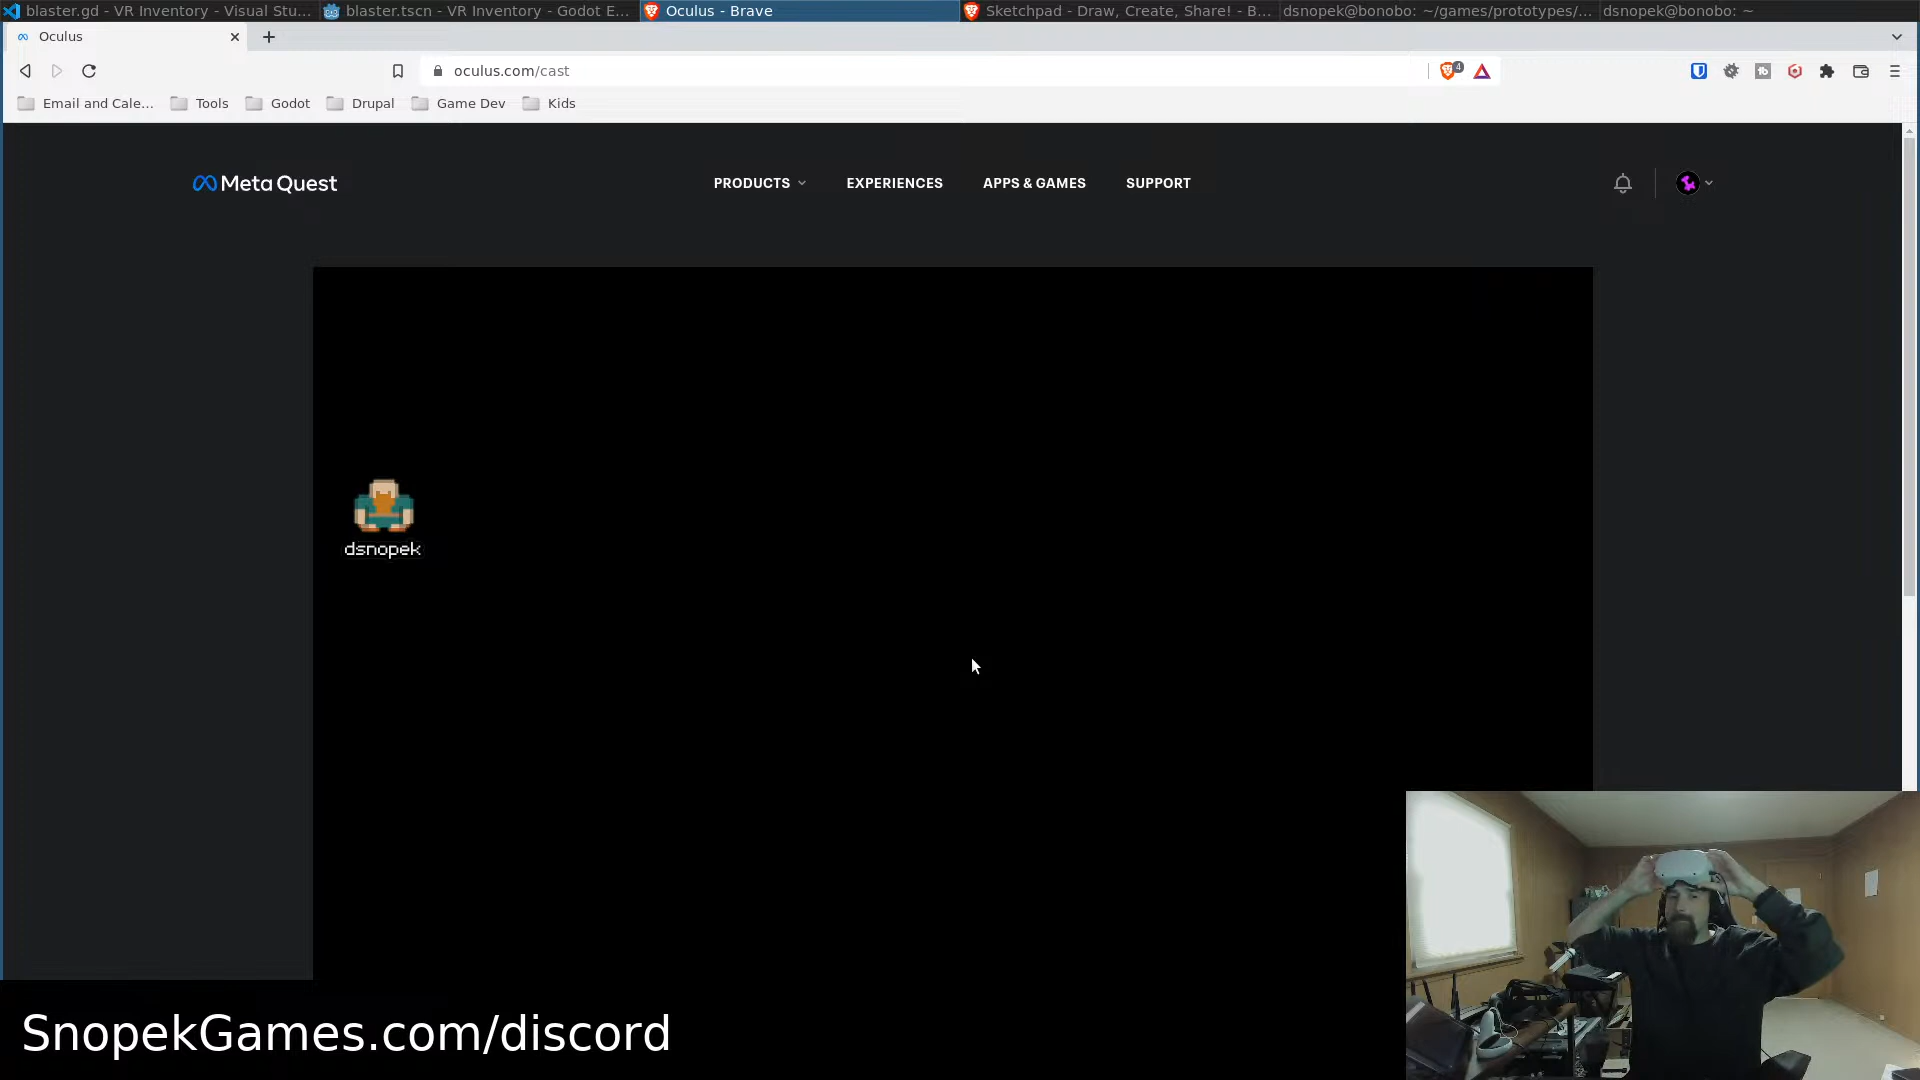 blaster.gd - VR Inventory - Visual Stu...
blaster.tscn - VR Inventory - Godot E...
Oculus - Brave
Sketchpad - Draw, Create, Share! - B...
dsnopek@bonobo: ~/games/prototypes/...
dsnopek@bonobo: ~
Oculus
oculus.com/cast
4
Email and Cale...
Tools
Godot
Drupal
Game Dev
Kids
Meta Quest
PRODUCTS
EXPERIENCES
APPS & GAMES
SUPPORT
dsnopek
SnopekGames.com/discord